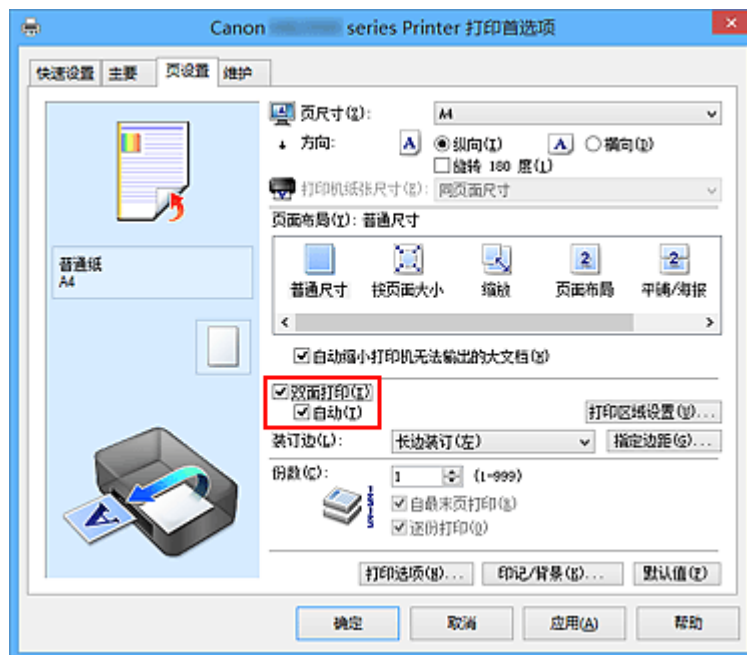 Canon series Printer 打印首选项
快速设置 主要 页设置 维护
页尺寸(Z): A4
方向: A 纵向(I) A 横向(D)
旋转 180 度(L)
打印机纸张尺寸(R): 同页面尺寸
页面布局(Y): 普通尺寸
普通纸
A4
2 2
普通尺寸 按页面大小 缩放 页面布局 平铺/海报
自动缩小打印机无法输出的大文档(X)
双面打印(E)
自动(T)
打印区域设置(U)...
装订边(L): 长边装订(左) 指定边距(G)...
份数(C): 1 (1-999)
自最末页打印(S)
逐份打印(O)
打印选项(N)... 印记/背景(K)... 默认值(F)
确定 取消 应用(A) 帮助